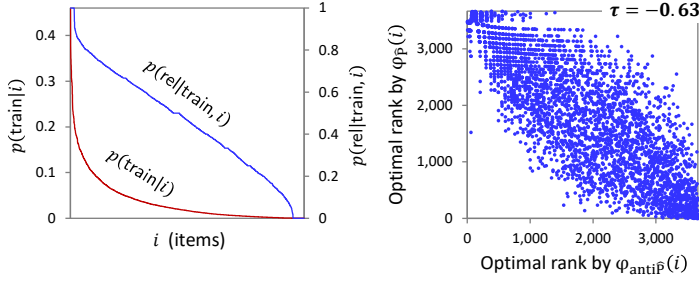 0.4
0.3
0.2
0.1
0
p(train|i)
p(rel|train, i)
p(train|i)
1
0.8
0.6
0.4
0.2
0
p(rel|train, i)
i (items)
τ = −0.63
3,000
2,000
1,000
0
Optimal rank by φ_P̂(i)
0 1,000 2,000 3,000
Optimal rank by φ_antiP̂(i)